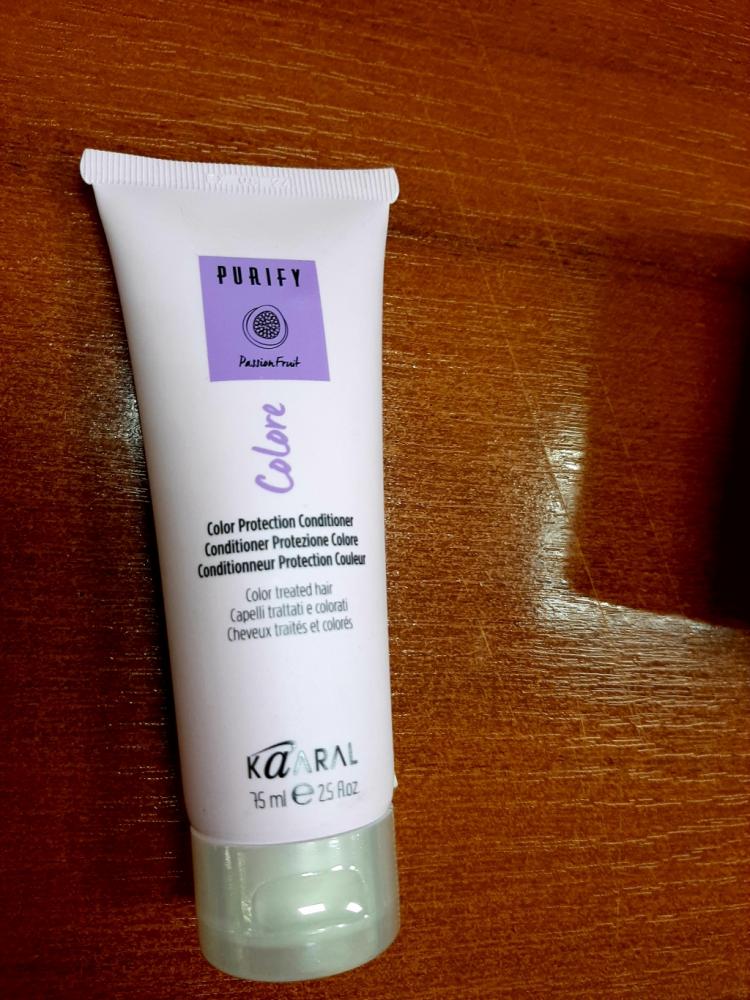 PURIFY
Passion Fruit
Colore
Color Protection Conditioner
Conditioner Protezione Colore
Conditionneur Protection Couleur
Color treated hair
Capelli trattati e colorati
Cheveux traités et colorés
KaARAL
75 ml e 2.5 fl.oz